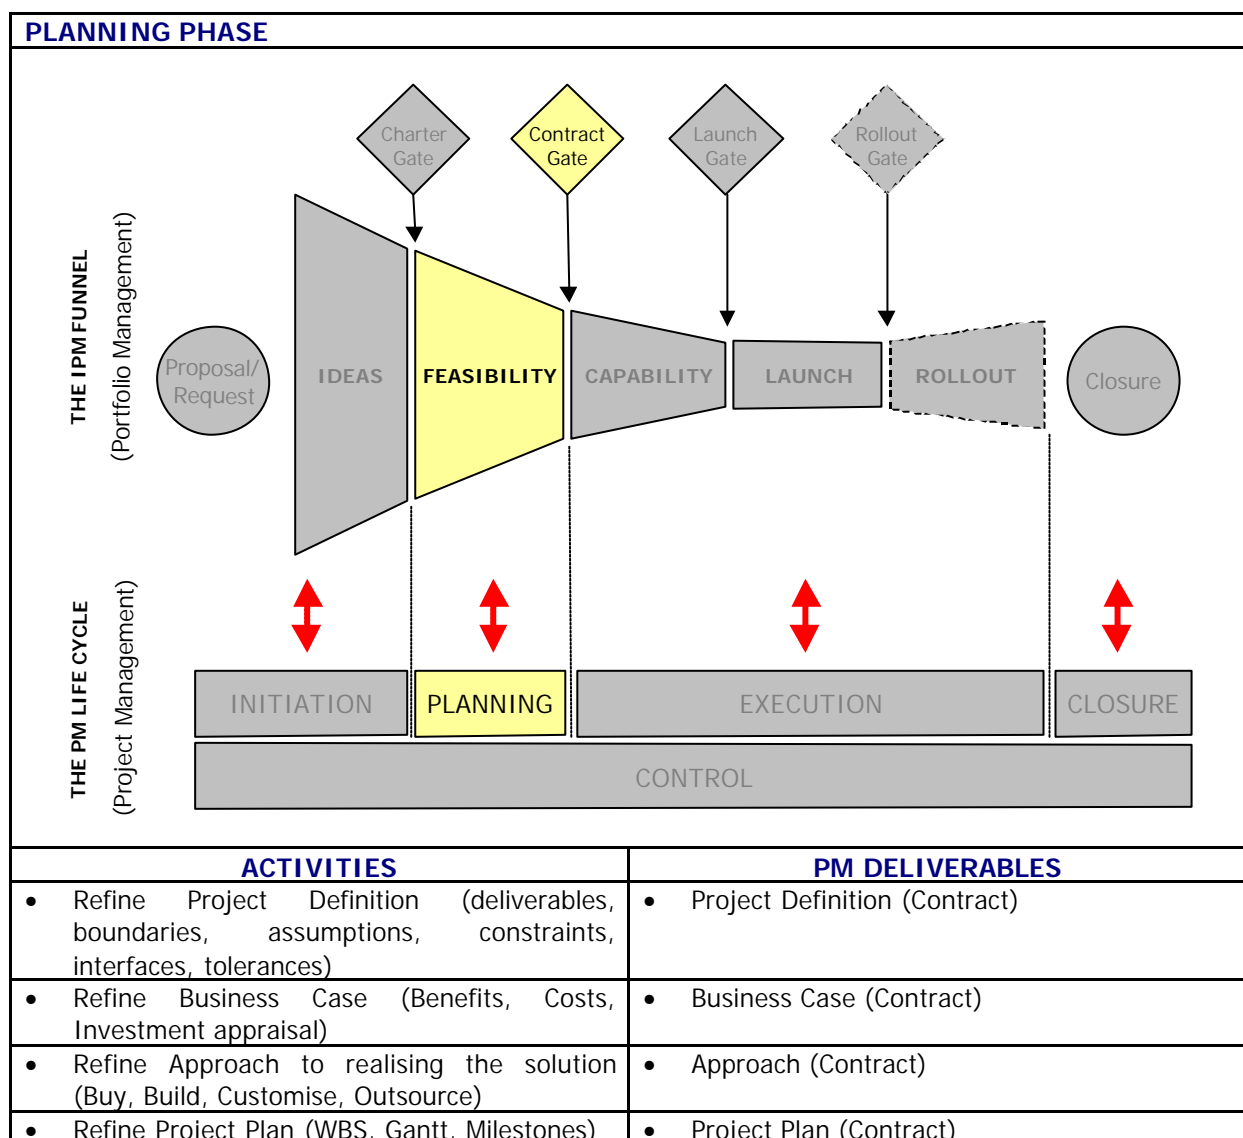 PLANNING PHASE
Charter
Gate
Contract
Gate
Launch
Gate
Rollout
Gate
THE IPM FUNNEL
(Portfolio Management)
Proposal/
Request
IDEAS
FEASIBILITY
CAPABILITY
LAUNCH
ROLLOUT
Closure
THE PM LIFE CYCLE
(Project Management)
INITIATION
PLANNING
EXECUTION
CLOSURE
CONTROL
ACTIVITIES
PM DELIVERABLES
• Refine Project Definition (deliverables,
boundaries, assumptions, constraints,
interfaces, tolerances)
• Project Definition (Contract)
• Refine Business Case (Benefits, Costs,
Investment appraisal)
• Business Case (Contract)
• Refine Approach to realising the solution
(Buy, Build, Customise, Outsource)
• Approach (Contract)
• Refine Project Plan (WBS, Gantt, Milestones)
• Project Plan (Contract)